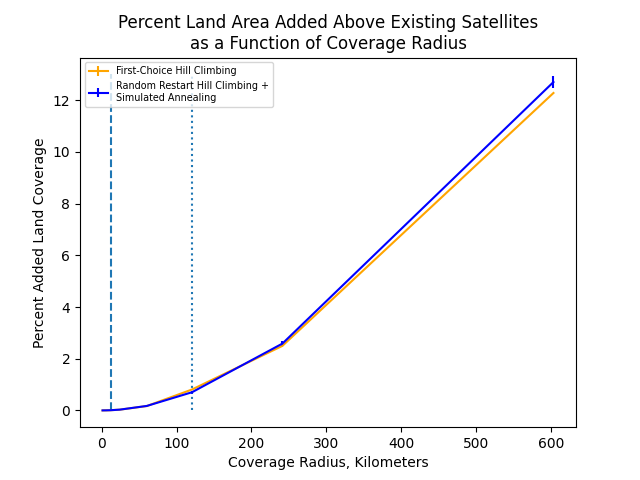 Percent Land Area Added Above Existing Satellites
as a Function of Coverage Radius
First-Choice Hill Climbing
Random Restart Hill Climbing +
Simulated Annealing
Percent Added Land Coverage
12
10
8
6
4
2
0
0 100 200 300 400 500 600
Coverage Radius, Kilometers